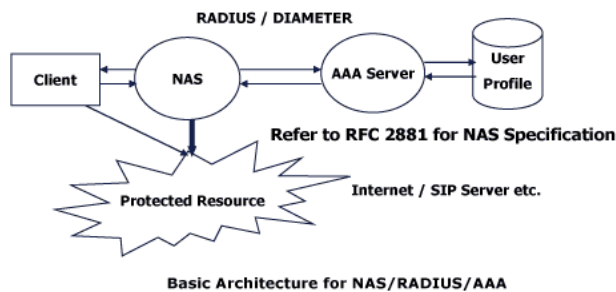 RADIUS / DIAMETER
Client
NAS
AAA Server
User
Profile
Refer to RFC 2881 for NAS Specification
Protected Resource
Internet / SIP Server etc.
Basic Architecture for NAS/RADIUS/AAA